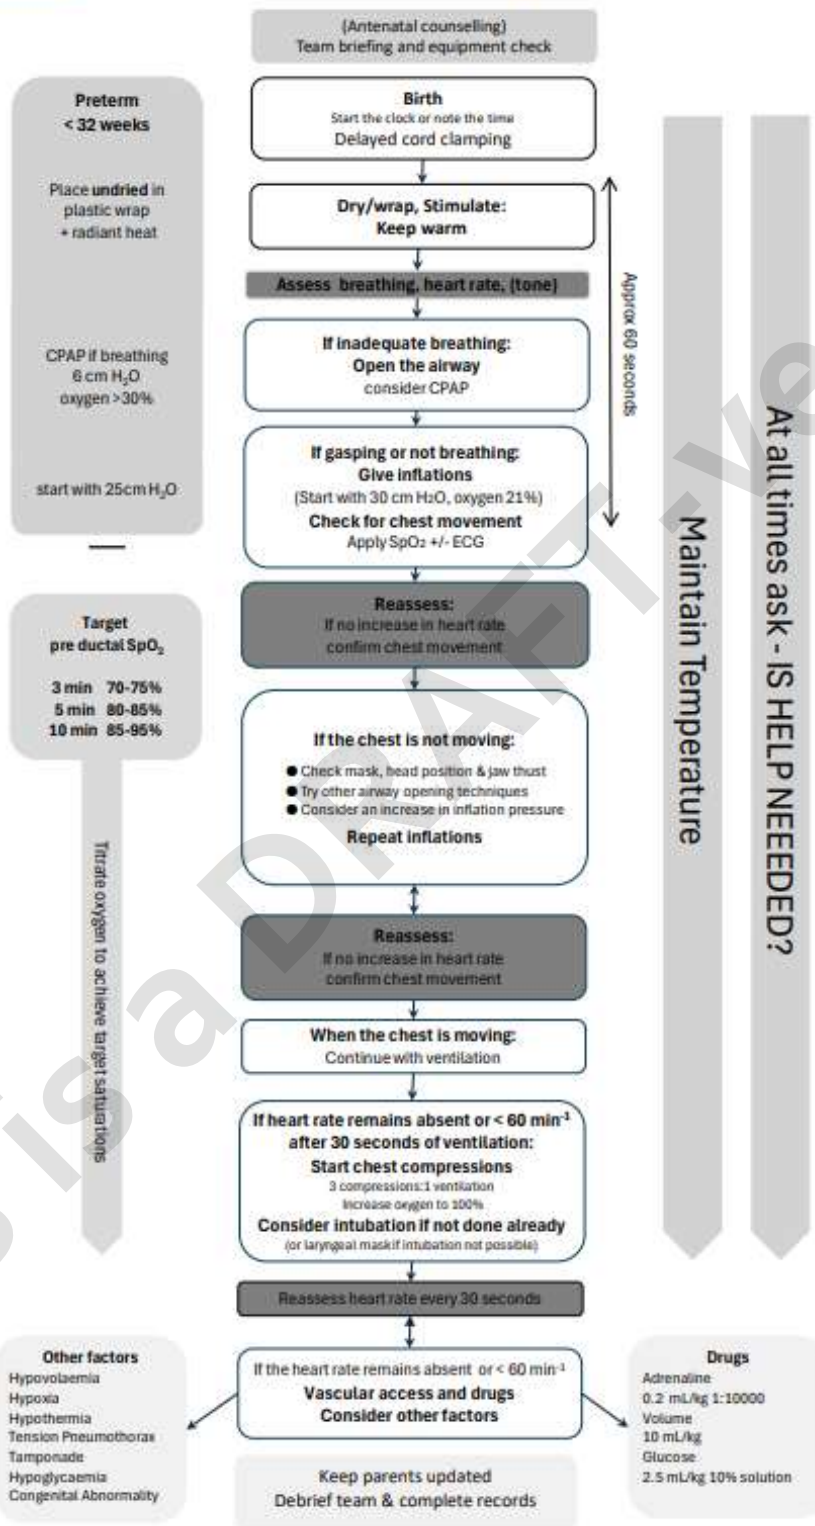 (Antenatal counselling)
Team briefing and equipment check
Preterm
< 32 weeks
Place undried in
plastic wrap
+ radiant heat
CPAP if breathing
6 cm H₂O
oxygen >30%
start with 25cm H₂O
Target
pre ductal SpO₂
3 min 70-75%
5 min 80-85%
10 min 85-95%
Titrate oxygen to achieve target saturations
Birth
Start the clock or note the time
Delayed cord clamping
Dry/wrap, Stimulate:
Keep warm
Assess breathing, heart rate, (tone)
If inadequate breathing:
Open the airway
consider CPAP
If gasping or not breathing:
Give inflations
(Start with 30 cm H₂O, oxygen 21%)
Check for chest movement
Apply SpO₂ +/- ECG
Approx 60 seconds
Reassess:
If no increase in heart rate
confirm chest movement
If the chest is not moving:
● Check mask, head position & jaw thust
● Try other airway opening techniques
● Consider an increase in inflation pressure
Repeat inflations
Reassess:
If no increase in heart rate
confirm chest movement
When the chest is moving:
Continue with ventilation
If heart rate remains absent or < 60 min⁻¹
after 30 seconds of ventilation:
Start chest compressions
3 compressions:1 ventilation
Increase oxygen to 100%
Consider intubation if not done already
(or laryngeal mask if intubation not possible)
Reassess heart rate every 30 seconds
If the heart rate remains absent or < 60 min⁻¹
Vascular access and drugs
Consider other factors
Maintain Temperature
At all times ask - IS HELP NEEEDED?
Other factors
Hypovolaemia
Hypoxia
Hypothermia
Tension Pneumothorax
Tamponade
Hypoglycaemia
Congenital Abnormality
Drugs
Adrenaline
0.2 mL/kg 1:10000
Volume
10 mL/kg
Glucose
2.5 mL/kg 10% solution
Keep parents updated
Debrief team & complete records
is a DRAFT -ve